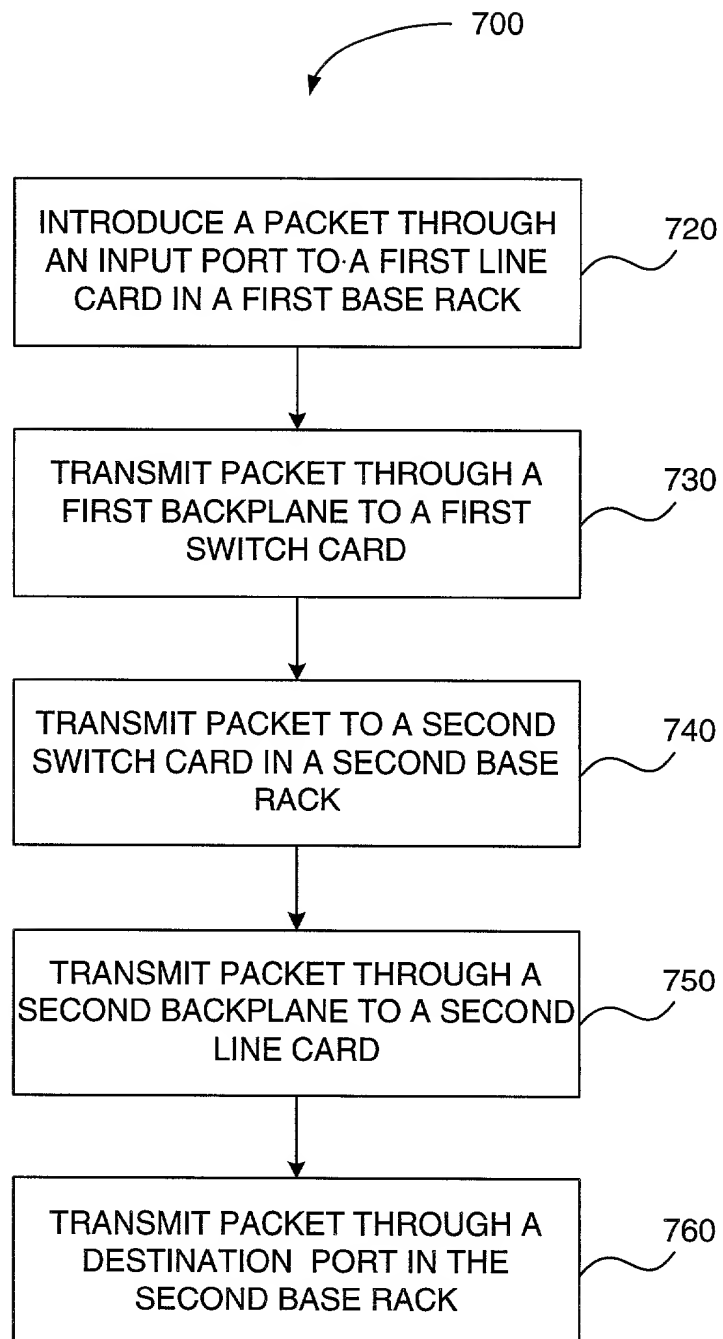 700
INTRODUCE A PACKET THROUGH
AN INPUT PORT TO A FIRST LINE
CARD IN A FIRST BASE RACK
720
TRANSMIT PACKET THROUGH A
FIRST BACKPLANE TO A FIRST
SWITCH CARD
730
TRANSMIT PACKET TO A SECOND
SWITCH CARD IN A SECOND BASE
RACK
740
TRANSMIT PACKET THROUGH A
SECOND BACKPLANE TO A SECOND
LINE CARD
750
TRANSMIT PACKET THROUGH A
DESTINATION PORT IN THE
SECOND BASE RACK
760